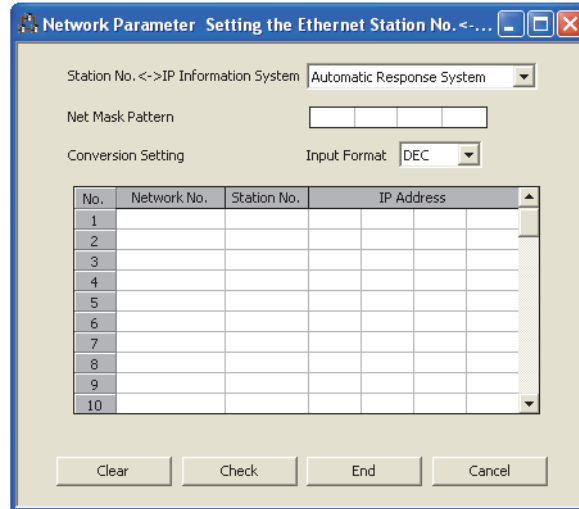 Network Parameter Setting the Ethernet Station No.<-...
Station No.<->IP Information System Automatic Response System
Net Mask Pattern
Conversion Setting Input Format DEC
No. Network No. Station No. IP Address
1
2
3
4
5
6
7
8
9
10
Clear Check End Cancel